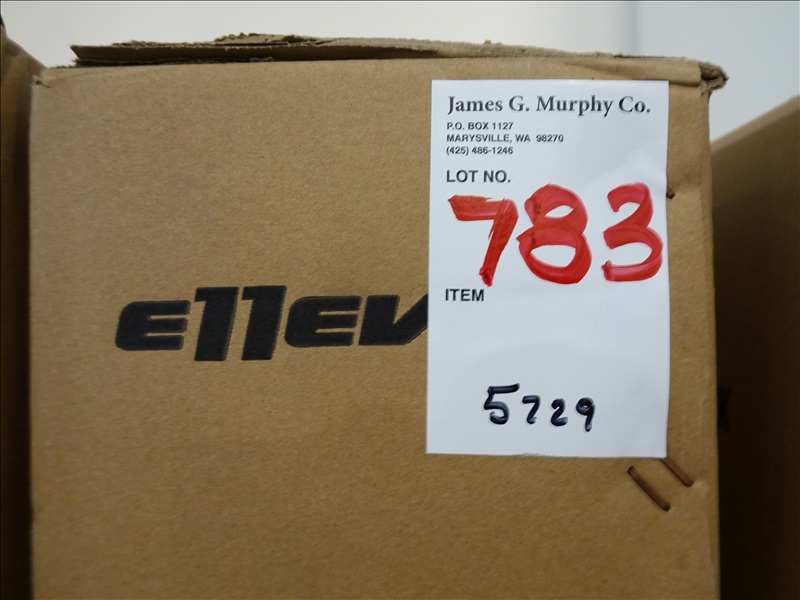 James G. Murphy Co.
P.O. BOX 1127
MARYSVILLE, WA 98270
(425) 486-1246
LOT NO.
783
ITEM
5729